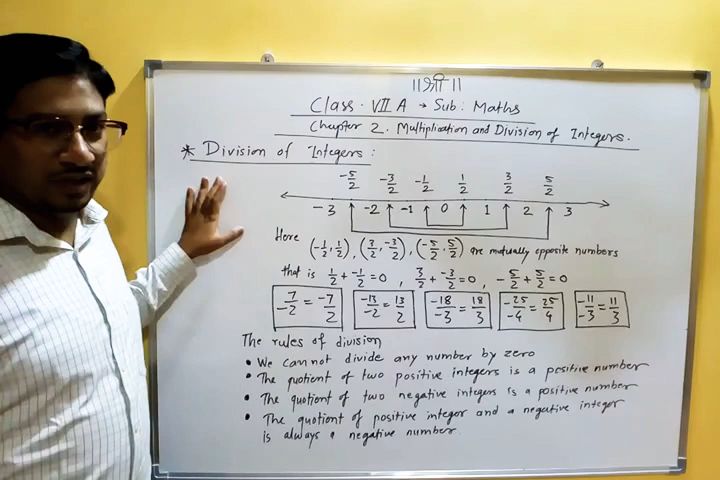 ॥श्री॥
Class. VII. A → Sub: Maths
Chapter 2. Multiplication and Division of Integers.
* Division of Integers:
-5/2 -3/2 -1/2 1/2 3/2 5/2
-3 -2 -1 0 1 2 3
Here (-1/2, 1/2), (3/2, -3/2), (-5/2, 5/2) are mutually opposite numbers
that is 1/2 + -1/2 = 0, 3/2 + -3/2 = 0, -5/2 + 5/2 = 0
7/-2 = -7/2 -13/-2 = 13/2 -18/-3 = 18/3 -25/-4 = 25/4 -11/-3 = 11/3
The rules of division
• We cannot divide any number by zero
• The quotient of two positive integers is a positive number
• The quotient of two negative integers is a positive number
• The quotient of positive integer and a negative integer
is always a negative number.